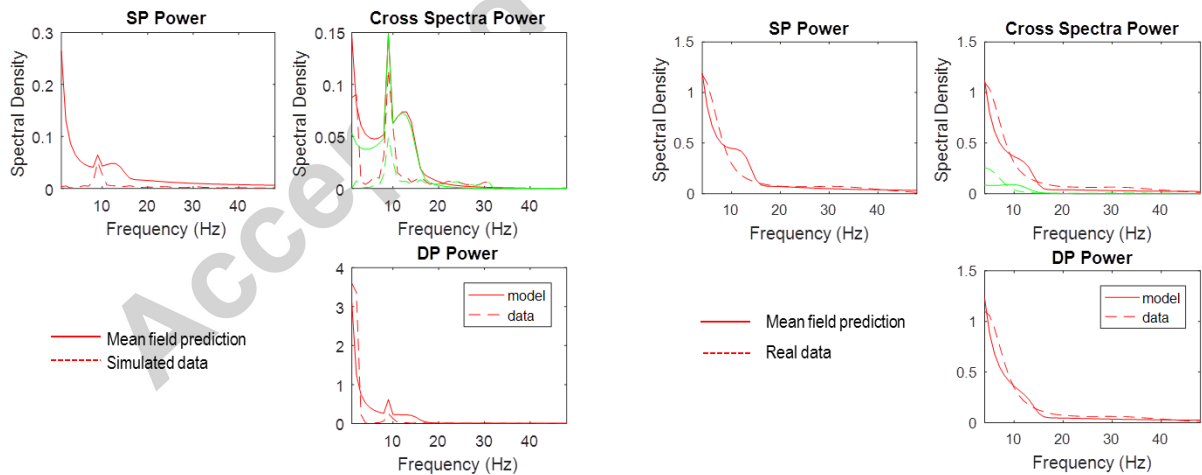 SP Power
Spectral Density
0.3
0.2
0.1
0
10 20 30 40
Frequency (Hz)
Cross Spectra Power
Spectral Density
0.15
0.1
0.05
0
10 20 30 40
Frequency (Hz)
DP Power
4
3
2
1
0
10 20 30 40
Frequency (Hz)
model
data
Mean field prediction
Simulated data
SP Power
Spectral Density
1.5
1
0.5
0
10 20 30 40
Frequency (Hz)
Cross Spectra Power
Spectral Density
1.5
1
0.5
0
10 20 30 40
Frequency (Hz)
DP Power
1.5
1
0.5
0
10 20 30 40
Frequency (Hz)
model
data
Mean field prediction
Real data